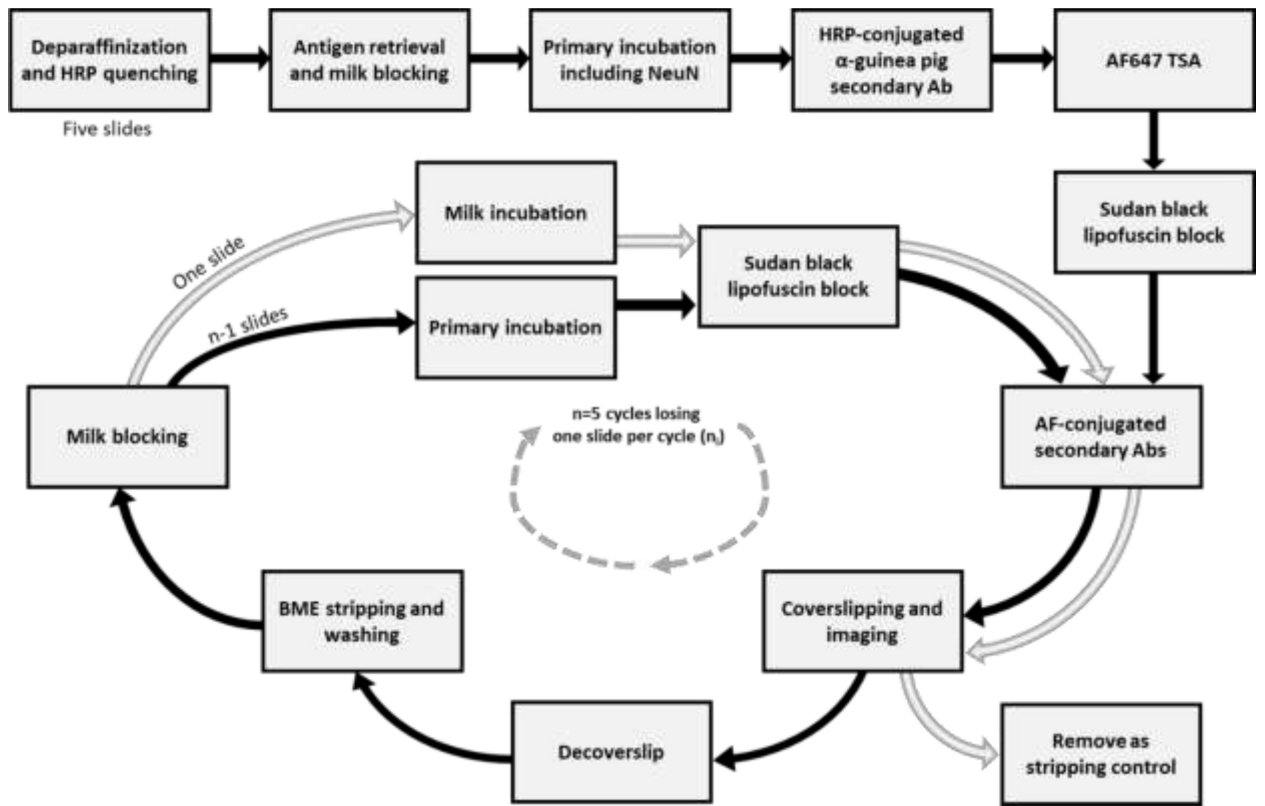 Deparaffinization
and HRP quenching
Antigen retrieval
and milk blocking
Primary incubation
including NeuN
HRP-conjugated
α-guinea pig
secondary Ab
AF647 TSA
Five slides
Sudan black
lipofuscin block
Milk incubation
One slide
Sudan black
lipofuscin block
n-1 slides
Primary incubation
Milk blocking
n=5 cycles losing
one slide per cycle (nᵢ)
AF-conjugated
secondary Abs
BME stripping and
washing
Coverslipping and
imaging
Decoverslip
Remove as
stripping control